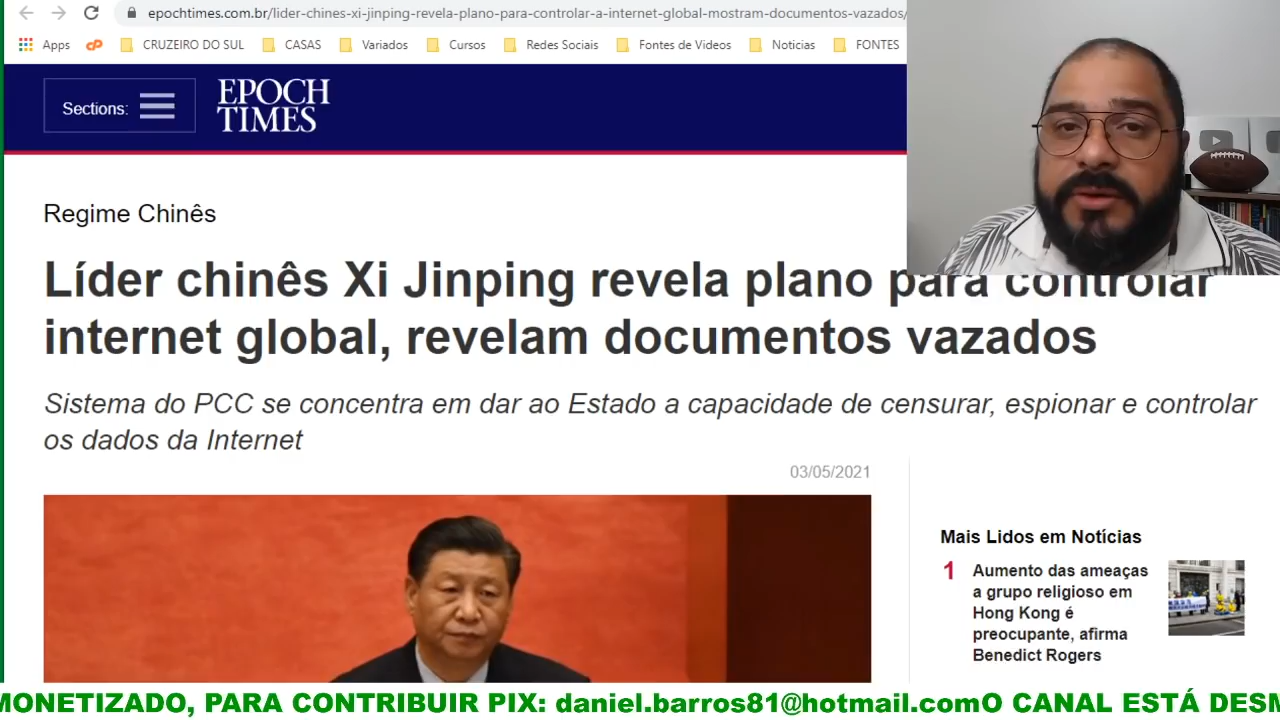 epochtimes.com.br/lider-chines-xi-jinping-revela-plano-para-controlar-a-internet-global-mostram-documentos-vazados/
Apps CRUZEIRO DO SUL CASAS Variados Cursos Redes Sociais Fontes de Videos Noticias FONTES
Sections:
EPOCH
TIMES
Regime Chinês
Líder chinês Xi Jinping revela plano para controlar
internet global, revelam documentos vazados
Sistema do PCC se concentra em dar ao Estado a capacidade de censurar, espionar e controlar
os dados da Internet
03/05/2021
Mais Lidos em Notícias
1
Aumento das ameaças
a grupo religioso em
Hong Kong é
preocupante, afirma
Benedict Rogers
MONETIZADO, PARA CONTRIBUIR PIX: daniel.barros81@hotmail.comO CANAL ESTÁ DESM